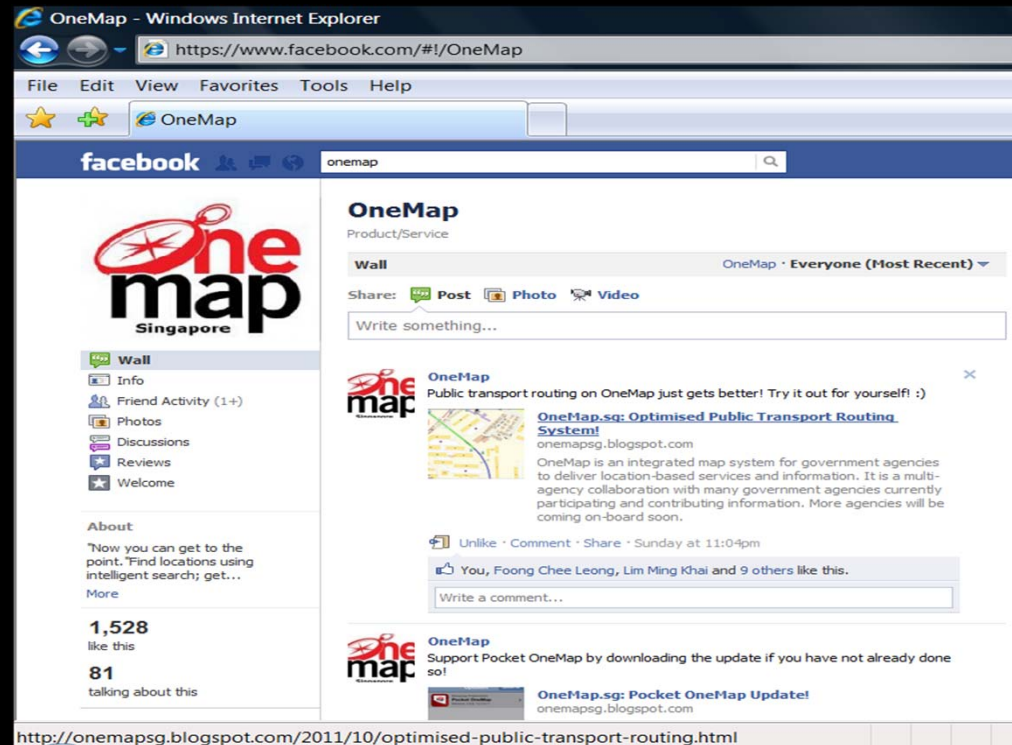 OneMap - Windows Internet Explorer
https://www.facebook.com/#!/OneMap
File Edit View Favorites Tools Help
OneMap
facebook
onemap
One
map
Singapore
Wall
Info
Friend Activity (1+)
Photos
Discussions
Reviews
Welcome
About
"Now you can get to the
point."Find locations using
intelligent search; get...
More
1,528
like this
81
talking about this
OneMap
Product/Service
Wall
OneMap · Everyone (Most Recent)
Share: Post Photo Video
Write something...
One
map
OneMap
Public transport routing on OneMap just gets better! Try it out for yourself! :)
OneMap.sg: Optimised Public Transport Routing
System!
onemapsg.blogspot.com
OneMap is an integrated map system for government agencies
to deliver location-based services and information. It is a multi-
agency collaboration with many government agencies currently
participating and contributing information. More agencies will be
coming on-board soon.
Unlike · Comment · Share · Sunday at 11:04pm
You, Foong Chee Leong, Lim Ming Khai and 9 others like this.
Write a comment...
One
map
OneMap
Support Pocket OneMap by downloading the update if you have not already done
so!
OneMap.sg: Pocket OneMap Update!
onemapsg.blogspot.com
http://onemapsg.blogspot.com/2011/10/optimised-public-transport-routing.html